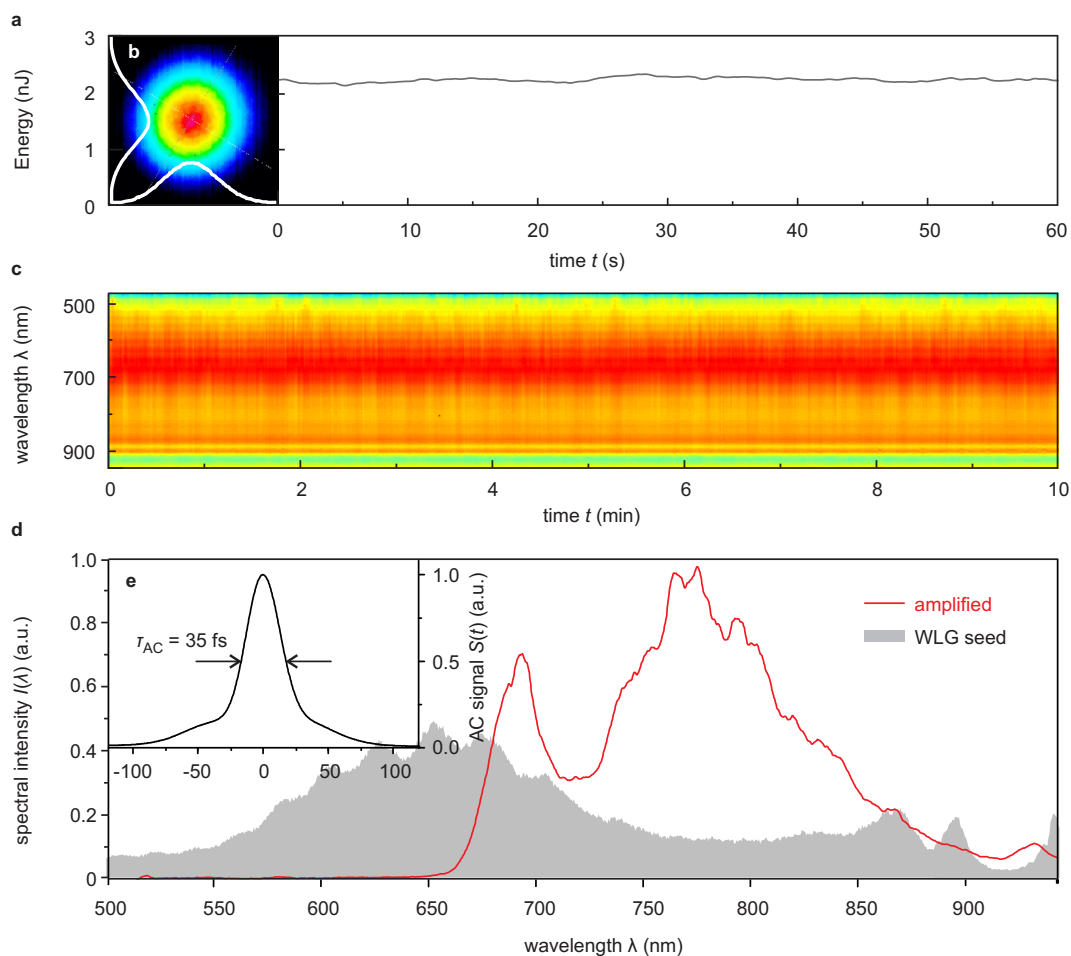 a
3
2
1
0
Energy (nJ)
b
0 10 20 30 40 50 60
time t (s)
c
500
700
900
wavelength λ (nm)
0 2 4 6 8 10
time t (min)
d
1.0
0.8
0.6
0.4
0.2
0
spectral intensity I(λ) (a.u.)
e
τAC = 35 fs
1.0
0.5
0.0
AC signal S(t) (a.u.)
-100 -50 0 50 100
amplified
WLG seed
500 550 600 650 700 750 800 850 900
wavelength λ (nm)